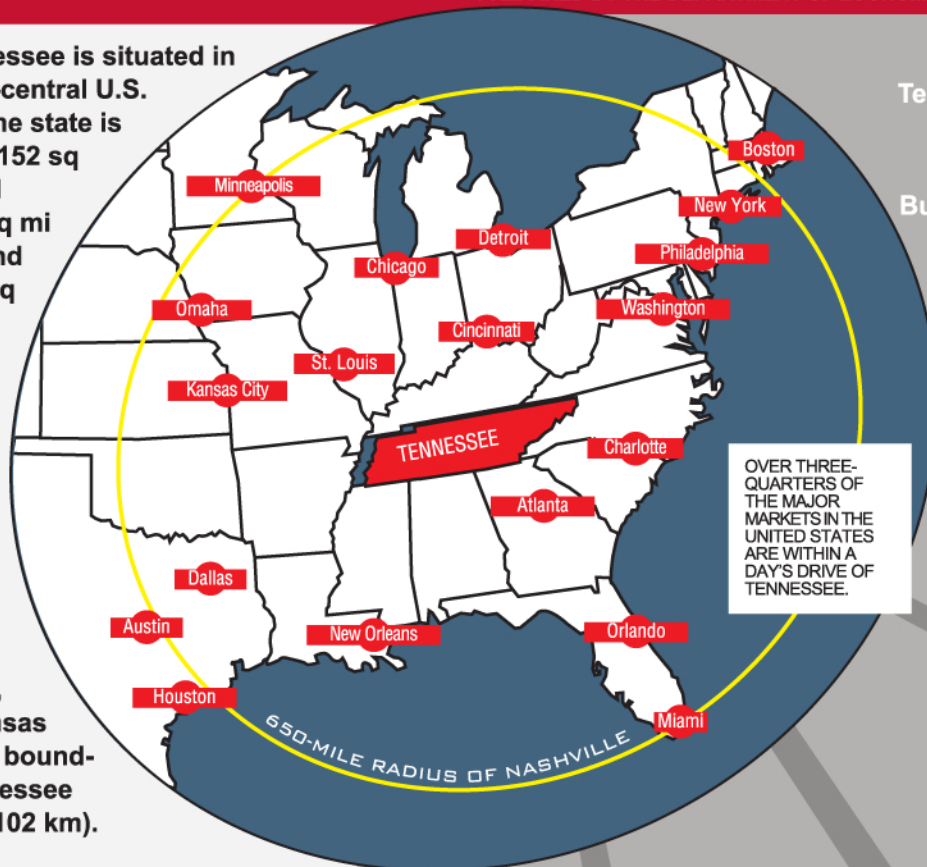 essee is situated in
central U.S.
ne state is
152 sq
q mi
nd
q
nsas
bound-
essee
102 km).
Te
Bu
Boston
Minneapolis
New York
Detroit
Philadelphia
Chicago
Omaha
Washington
Cincinnati
St. Louis
Kansas City
TENNESSEE
Charlotte
Atlanta
Dallas
Austin
New Orleans
Orlando
Houston
Miami
650-MILE RADIUS OF NASHVILLE
OVER THREE-
QUARTERS OF
THE MAJOR
MARKETS IN THE
UNITED STATES
ARE WITHIN A
DAY'S DRIVE OF
TENNESSEE.